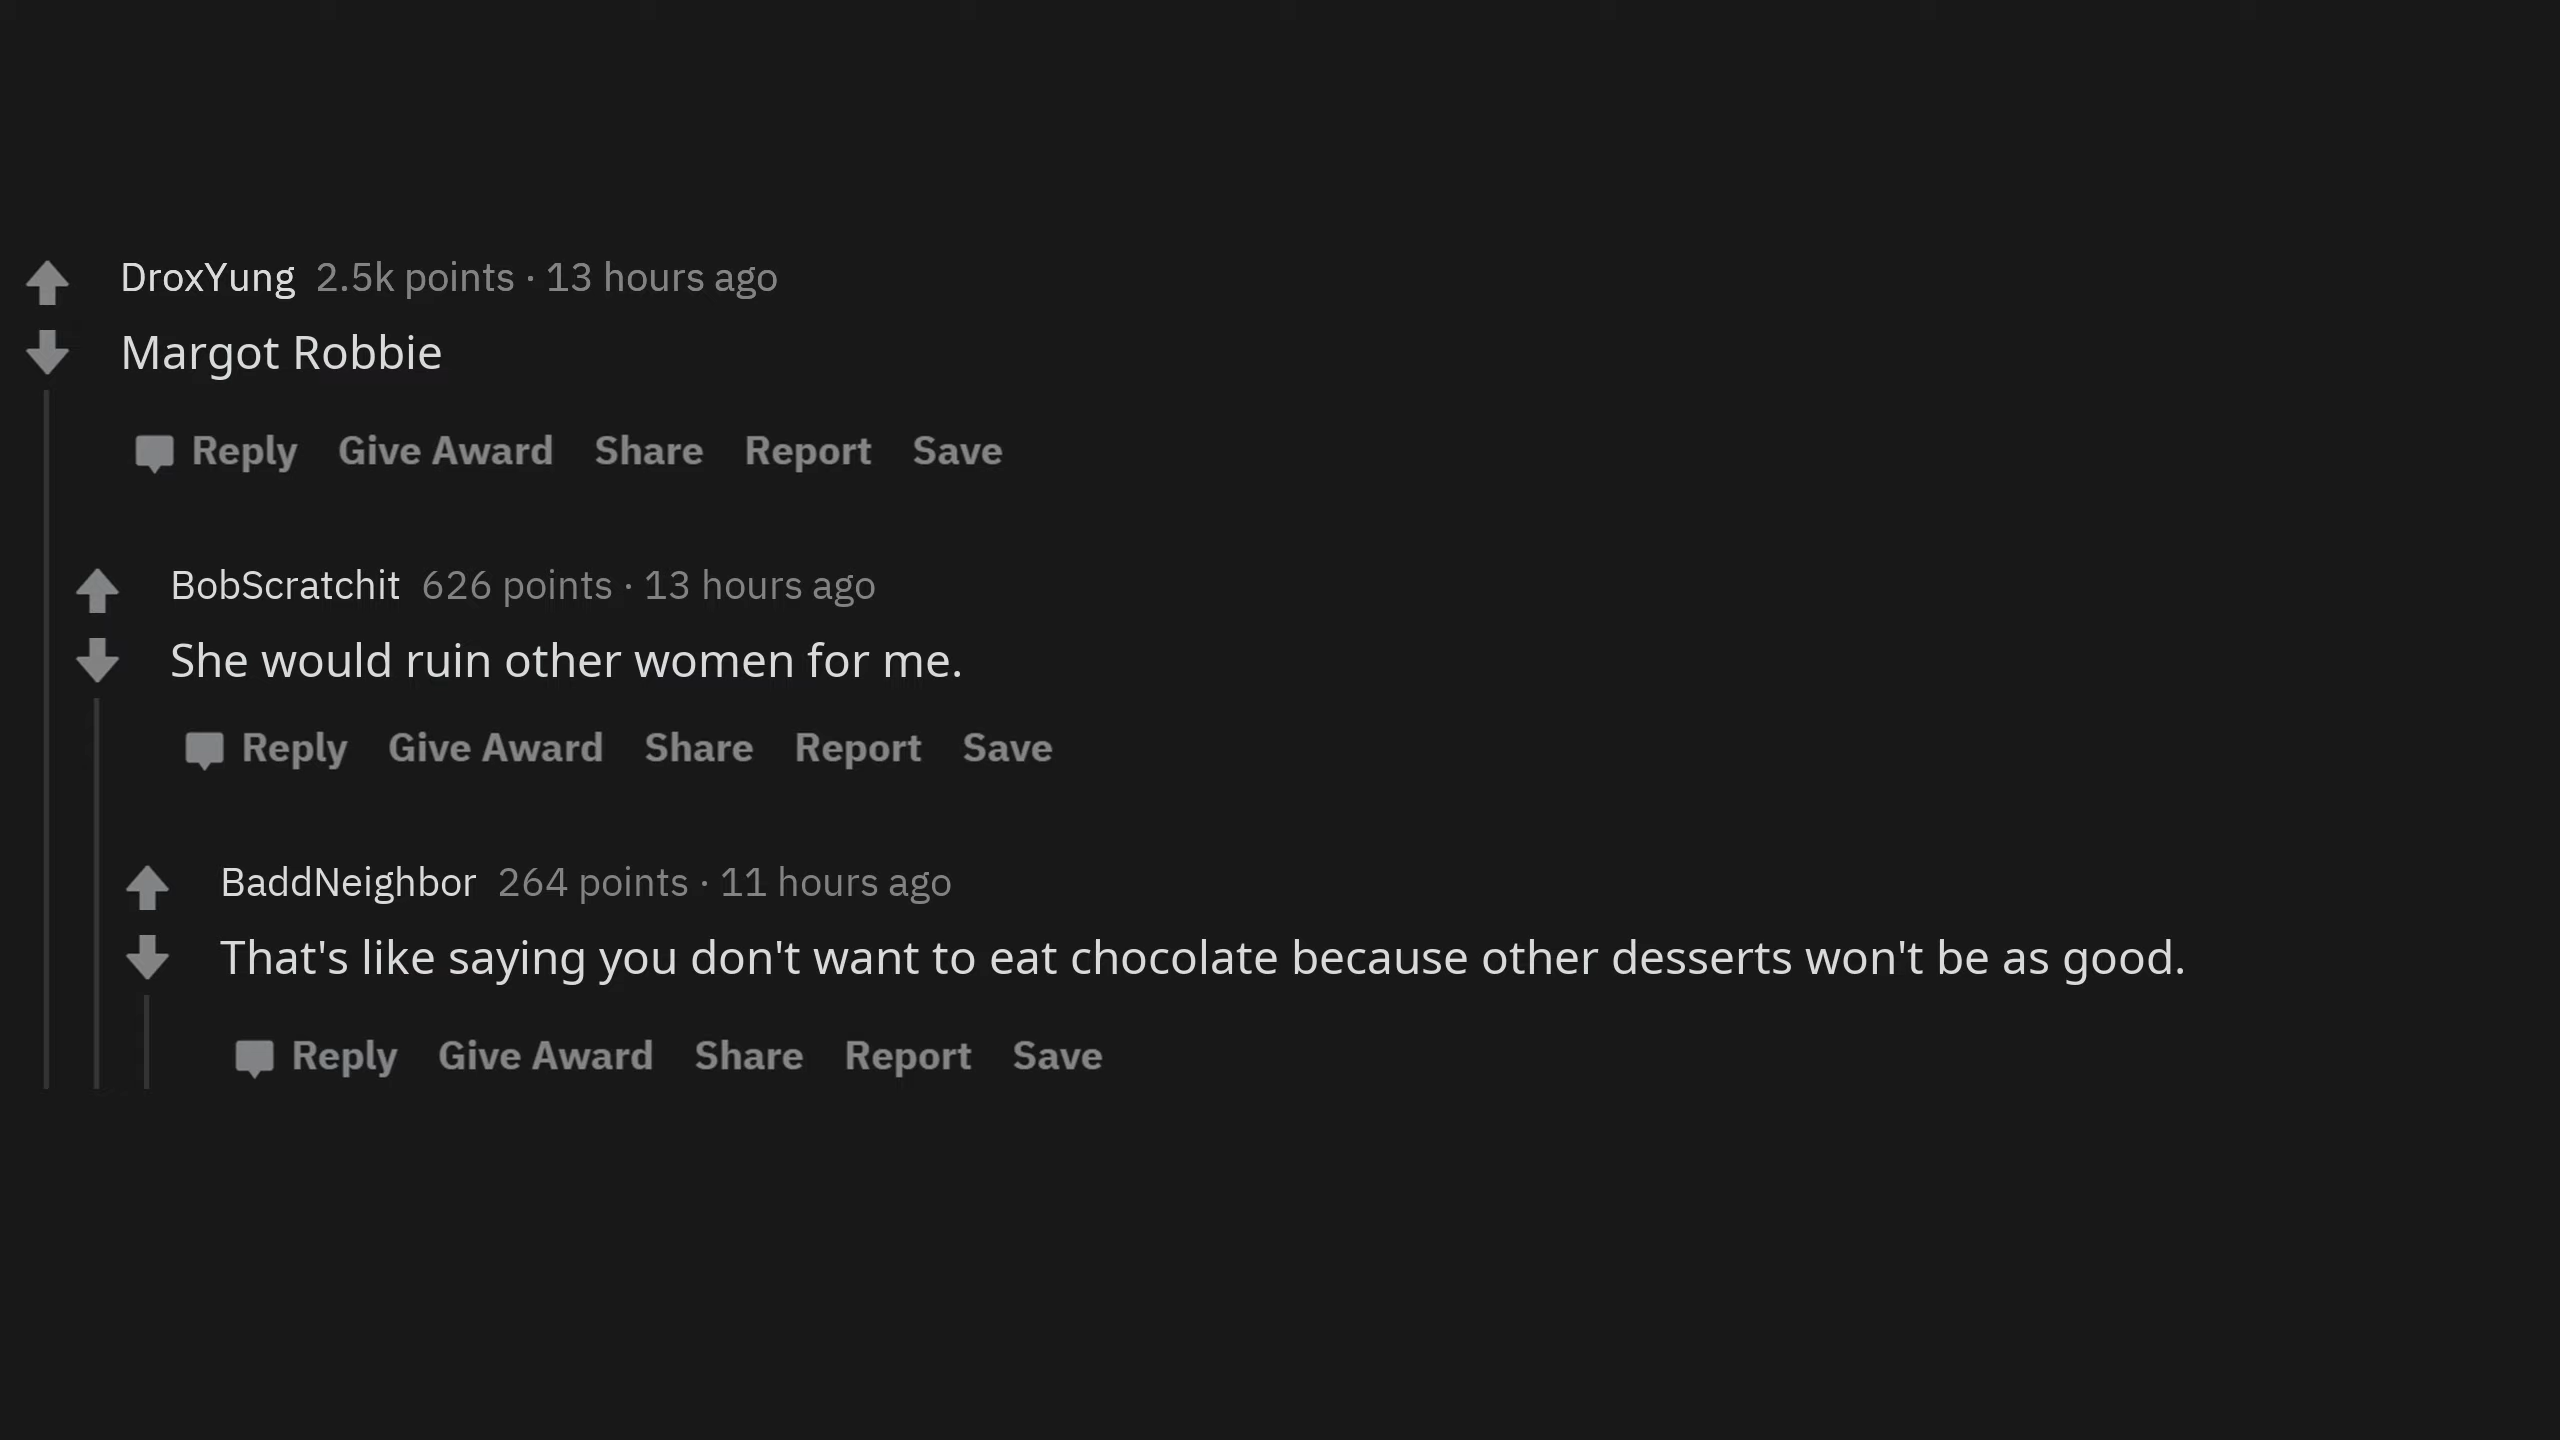 DroxYung 2.5k points · 13 hours ago
Margot Robbie
Reply Give Award Share Report Save
BobScratchit 626 points · 13 hours ago
She would ruin other women for me.
Reply Give Award Share Report Save
BaddNeighbor 264 points · 11 hours ago
That's like saying you don't want to eat chocolate because other desserts won't be as good.
Reply Give Award Share Report Save